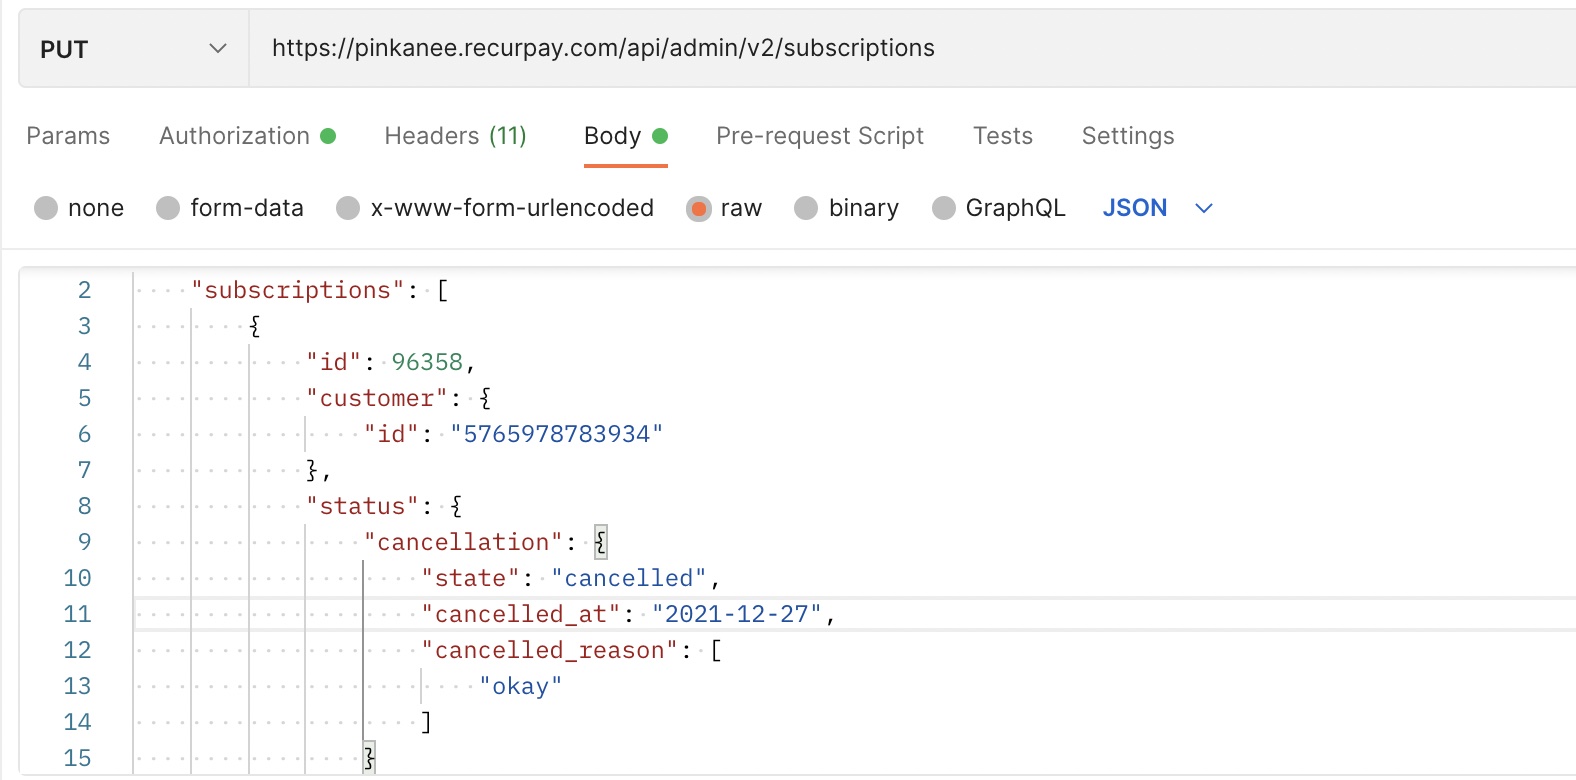 PUT https://pinkanee.recurpay.com/api/admin/v2/subscriptions
Params Authorization Headers (11) Body Pre-request Script Tests Settings
none form-data x-www-form-urlencoded raw binary GraphQL JSON
2 "subscriptions": [
3 {
4 "id": 96358,
5 "customer": {
6 "id": "5765978783934"
7 },
8 "status": {
9 "cancellation": {
10 "state": "cancelled",
11 "cancelled_at": "2021-12-27",
12 "cancelled_reason": [
13 "okay"
14 ]
15 }